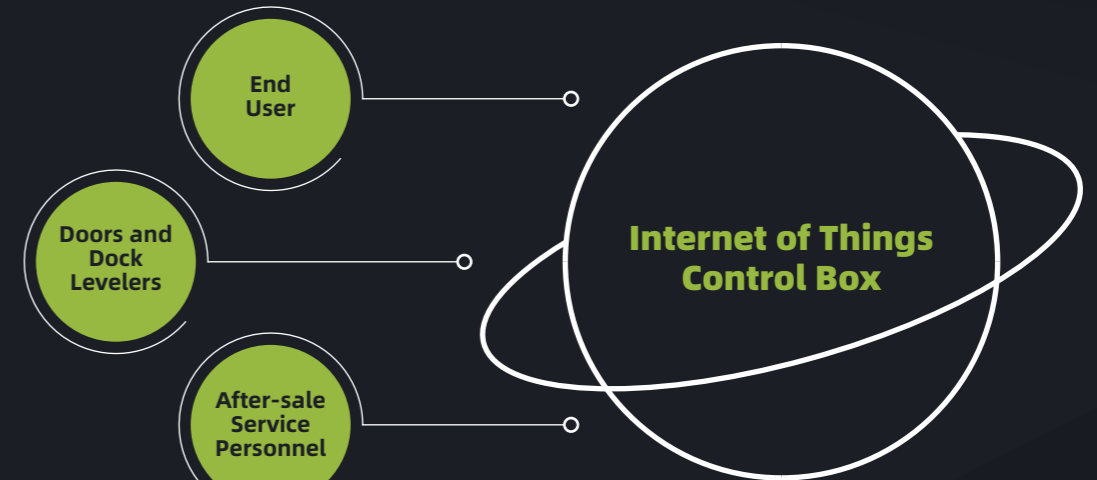 End
User
Doors and
Dock
Levelers
After-sale
Service
Personnel
Internet of Things
Control Box